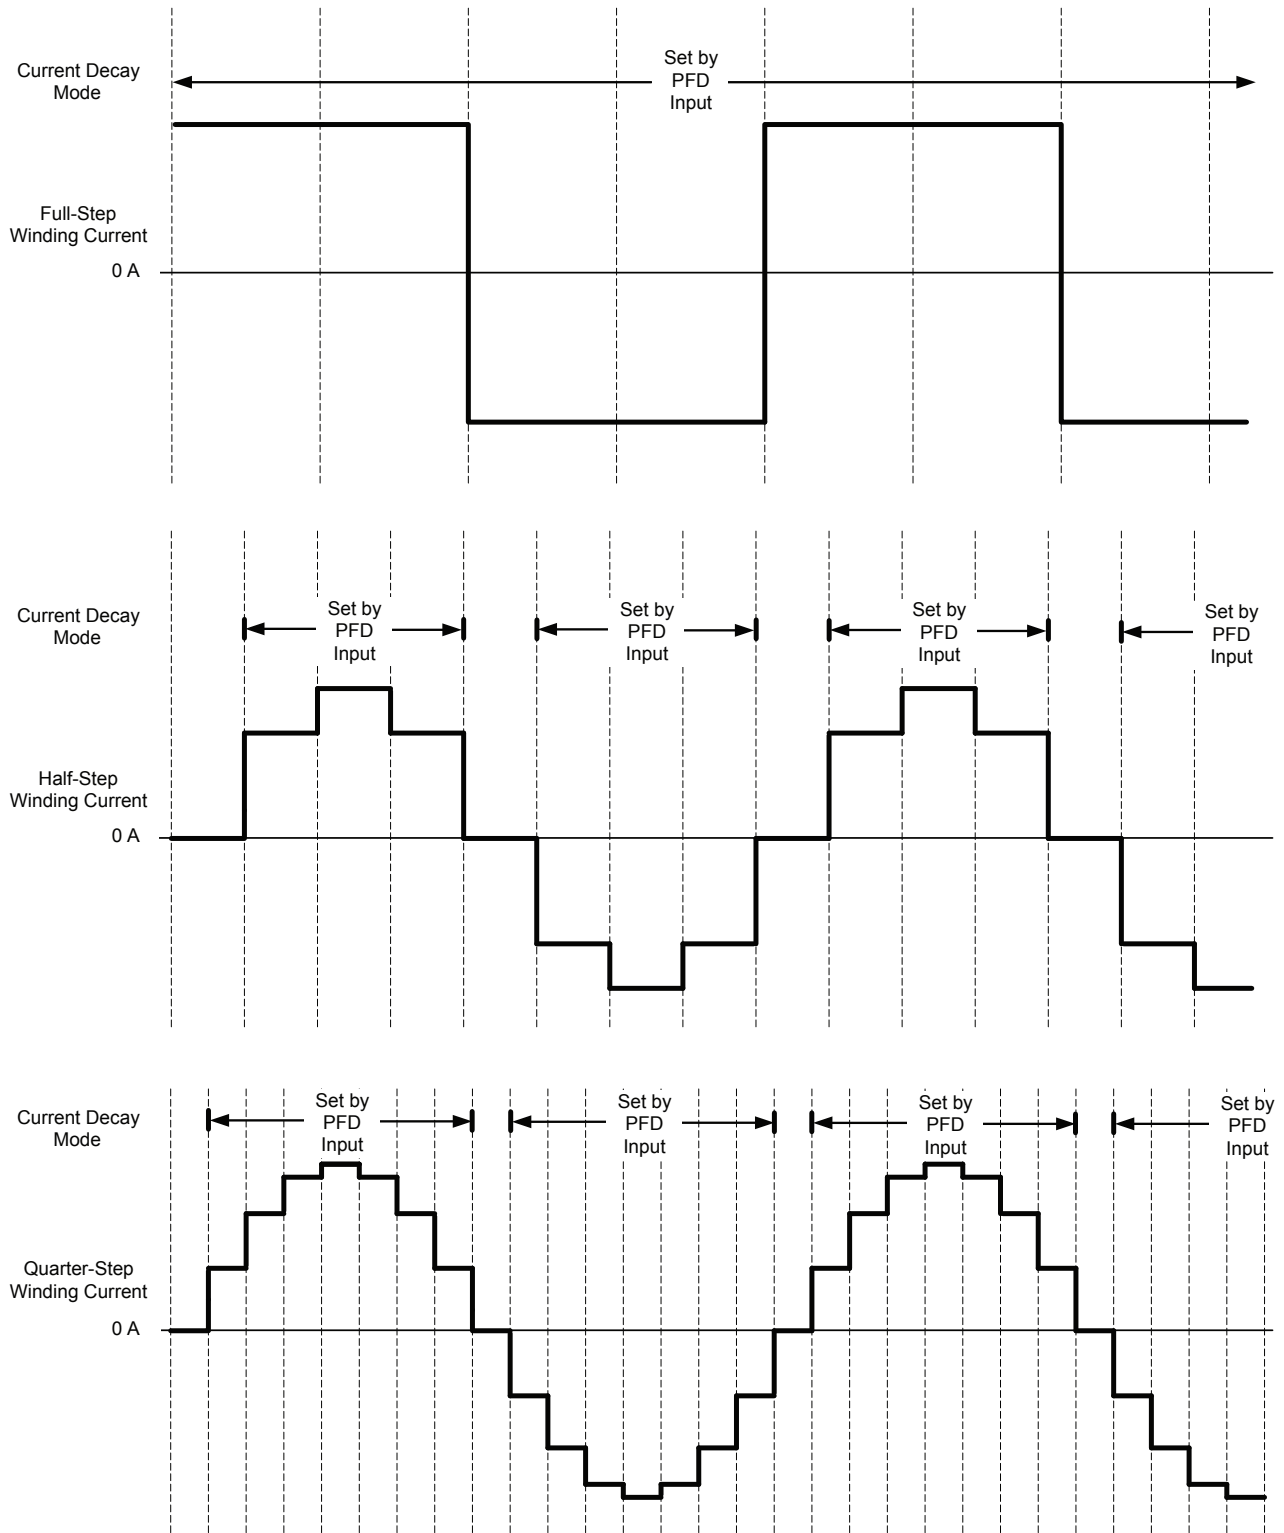 Current Decay
Mode
Set by
PFD
Input
Full-Step
Winding Current
0 A
Current Decay
Mode
Set by
PFD
Input
Set by
PFD
Input
Set by
PFD
Input
Set by
PFD
Input
Half-Step
Winding Current
0 A
Current Decay
Mode
Set by
PFD
Input
Set by
PFD
Input
Set by
PFD
Input
Set by
PFD
Input
Quarter-Step
Winding Current
0 A